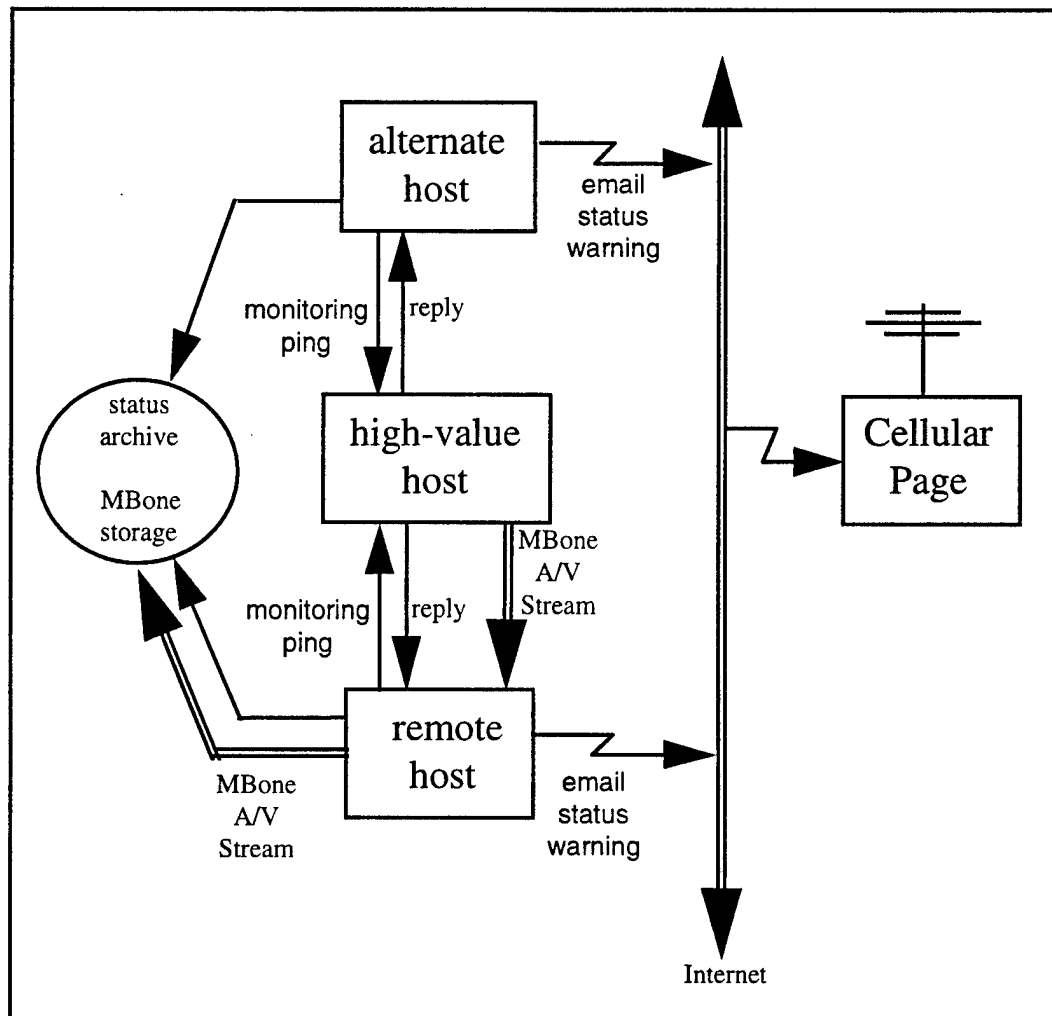 alternate
host
email
status
warning
monitoring
ping
reply
status
archive
MBone
storage
high-value
host
Cellular
Page
MBone
A/V
Stream
monitoring
ping
reply
remote
host
MBone
A/V
Stream
email
status
warning
Internet